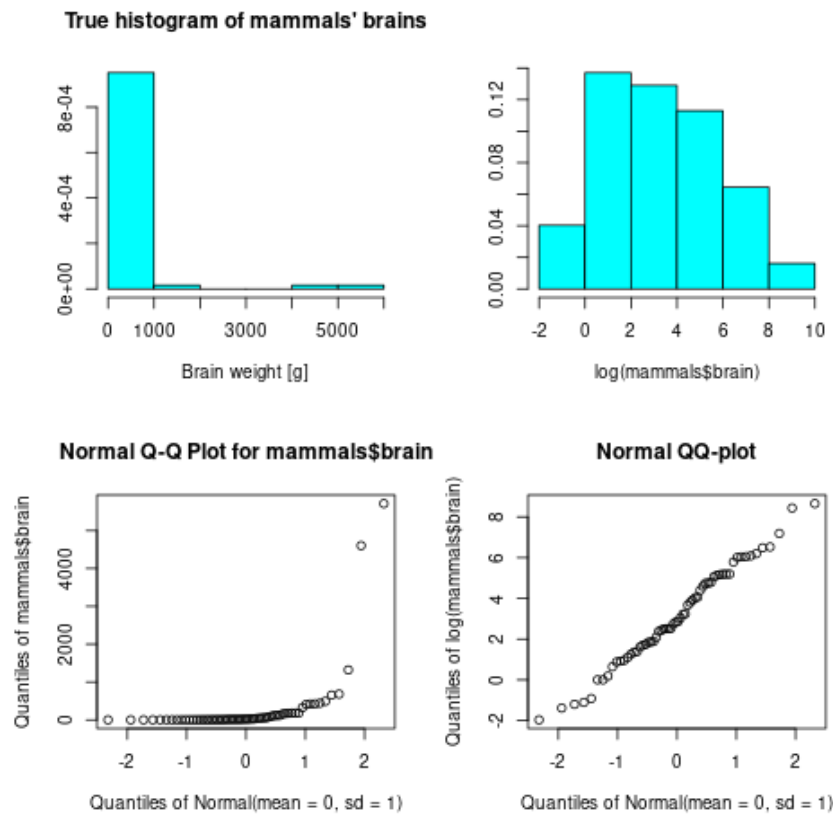 True histogram of mammals' brains
8e-04
4e-04
0e+00
0 1000 3000 5000
Brain weight [g]
0.12
0.08
0.04
0.00
-2 0 2 4 6 8 10
log(mammals$brain)
Normal Q-Q Plot for mammals$brain
Quantiles of mammals$brain
4000
2000
0
-2 -1 0 1 2
Quantiles of Normal(mean = 0, sd = 1)
Normal QQ-plot
Quantiles of log(mammals$brain)
8
6
4
2
0
-2
-2 -1 0 1 2
Quantiles of Normal(mean = 0, sd = 1)